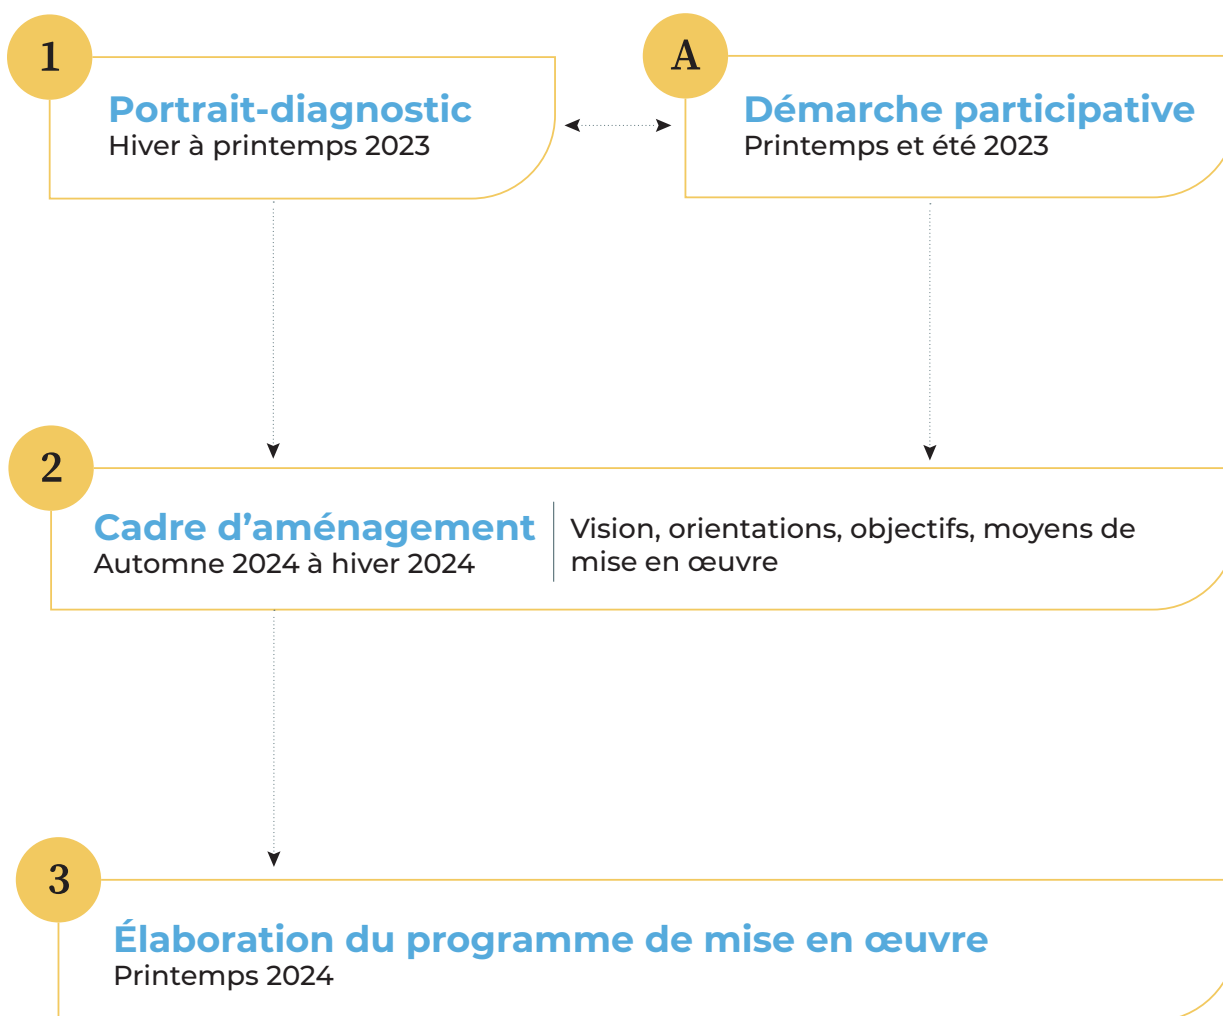 1
Portrait-diagnostic
Hiver à printemps 2023
A
Démarche participative
Printemps et été 2023
2
Cadre d’aménagement
Automne 2024 à hiver 2024
Vision, orientations, objectifs, moyens de
mise en œuvre
3
Élaboration du programme de mise en œuvre
Printemps 2024